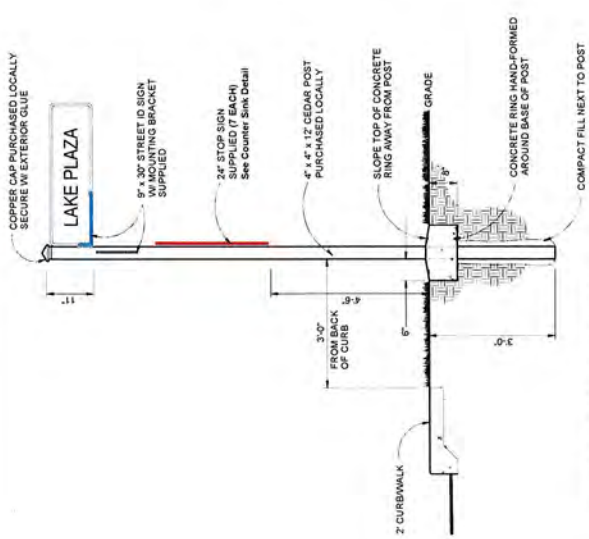 COPPER CAP PURCHASED LOCALLY
SECURE W/ EXTERIOR GLUE
LAKE PLAZA
9" x 30" STREET ID SIGN
W/ MOUNTING BRACKET
SUPPLIED
24" STOP SIGN
SUPPLIED (7 EACH)
See Counter Sink Detail
4" x 4" x 12' CEDAR POST
PURCHASED LOCALLY
SLOPE TOP OF CONCRETE
RING AWAY FROM POST
GRADE
CONCRETE RING HAND-FORMED
AROUND BASE OF POST
COMPACT FILL NEXT TO POST
11"
4'-6"
3'-0"
FROM BACK
OF CURB
6"
8"
3'-0"
2' CURB/WALK